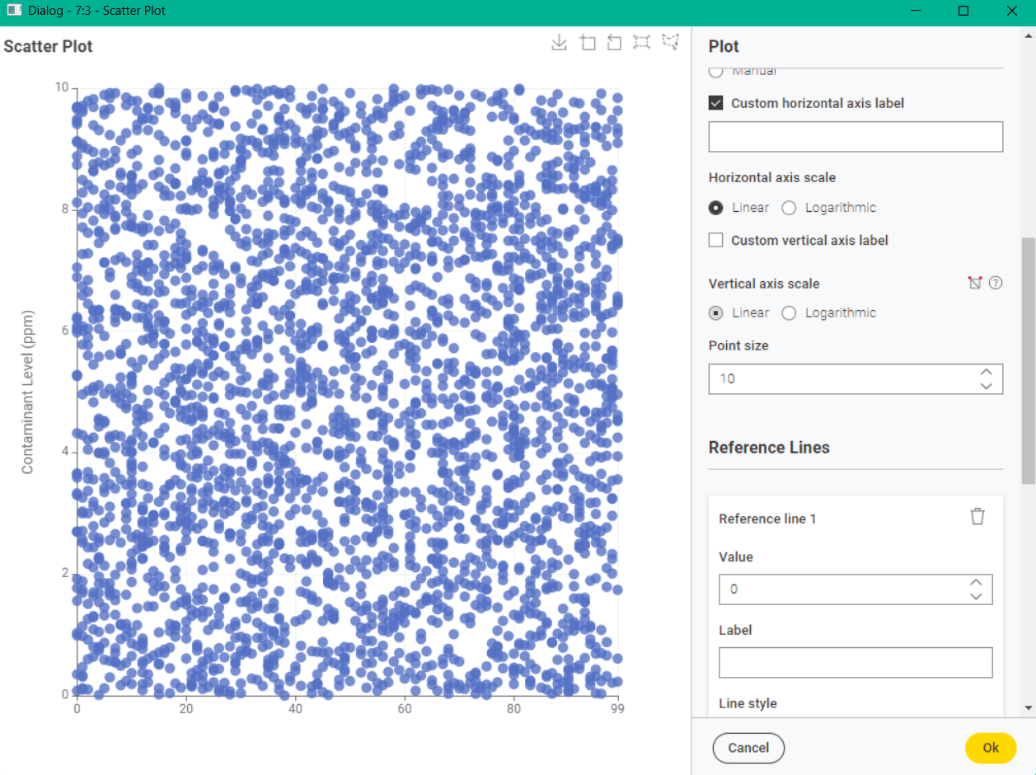 Dialog - 7:3 - Scatter Plot
Scatter Plot
10
8
6
4
2
0
Contaminant Level (ppm)
0 20 40 60 80 99
Plot
Manual
Custom horizontal axis label
Horizontal axis scale
Linear Logarithmic
Custom vertical axis label
Vertical axis scale
?
Linear Logarithmic
Point size
10
Reference Lines
Reference line 1
Value
0
Label
Line style
Cancel Ok